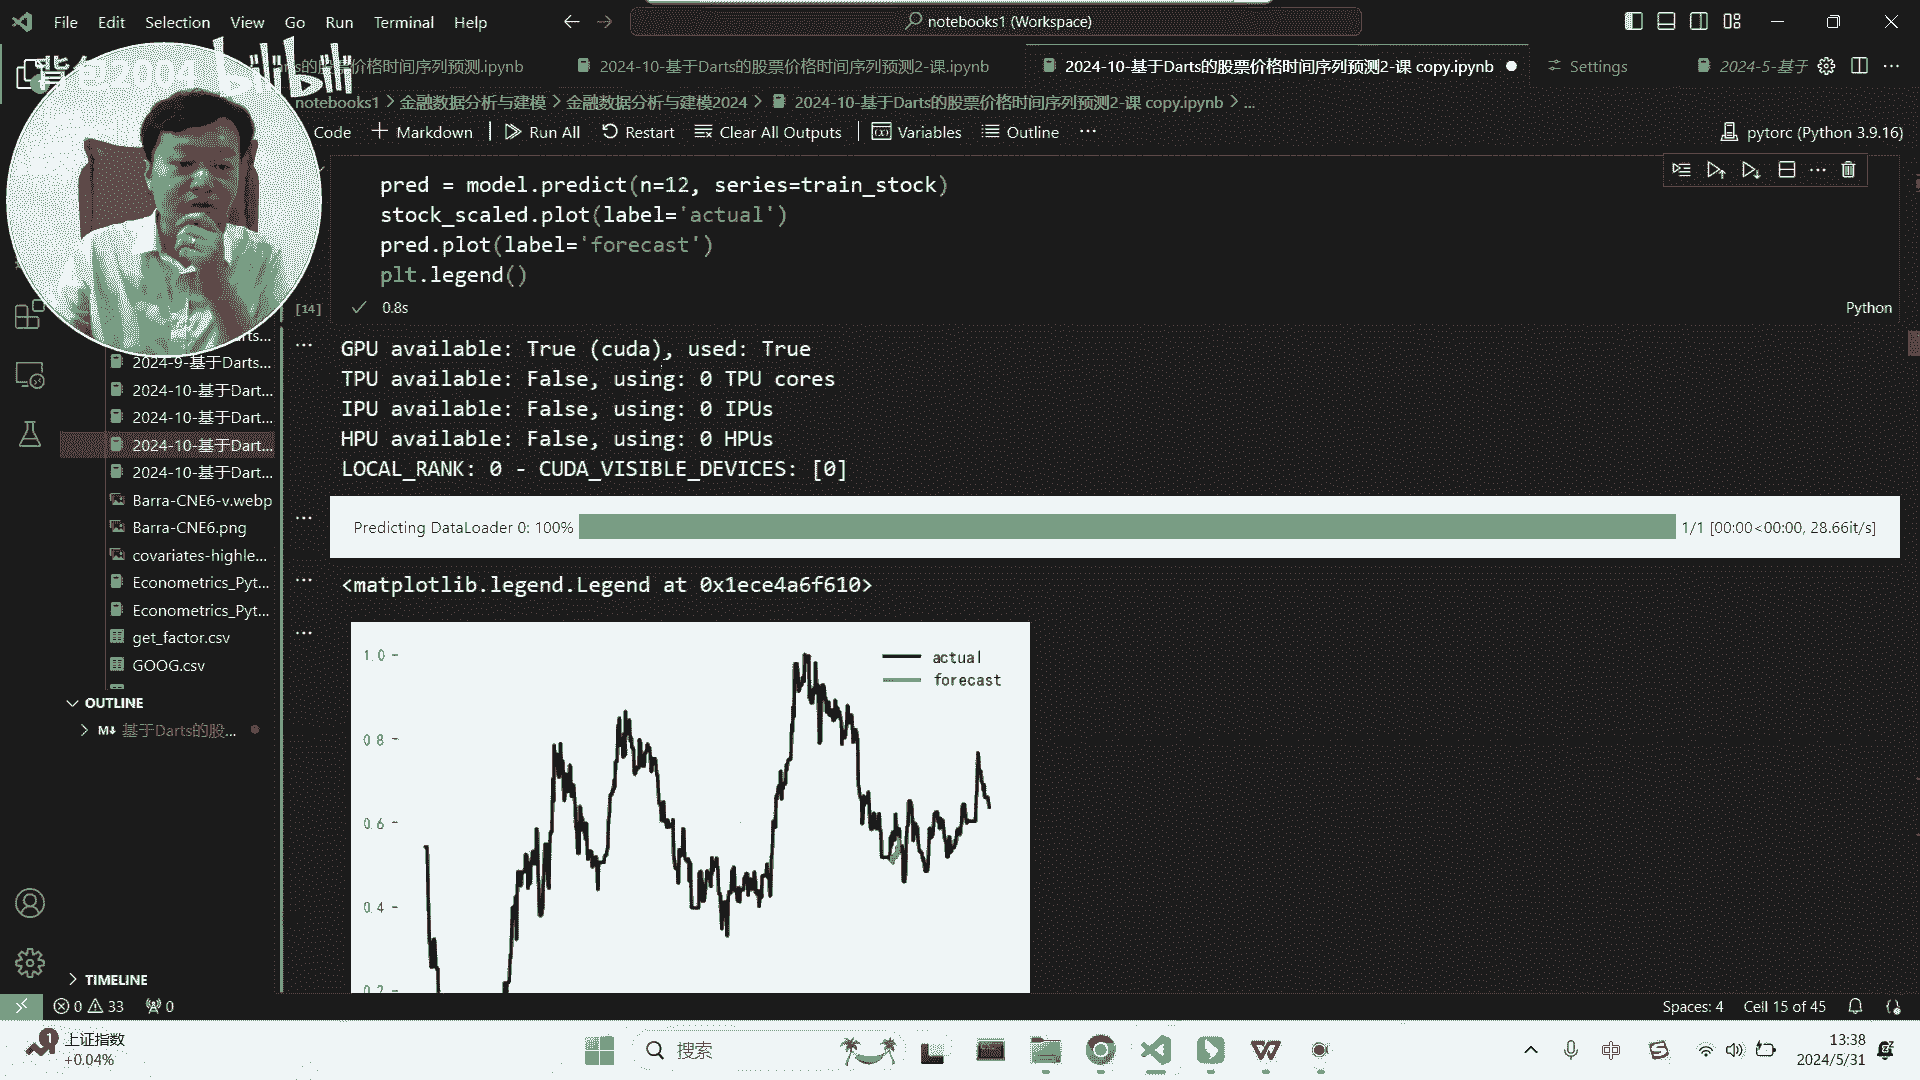 File Edit Selection View Go Run Terminal Help
notebooks1 (Workspace)
背包2004 bilibili
价格时间序列预测.ipynb
2024-10-基于Darts的股票价格时间序列预测2-课.ipynb
2024-10-基于Darts的股票价格时间序列预测2-课 copy.ipynb
Settings
2024-5-基于
notebooks1 > 金融数据分析与建模 > 金融数据分析与建模2024 > 2024-10-基于Darts的股票价格时间序列预测2-课 copy.ipynb > ...
Code + Markdown | Run All Restart Clear All Outputs | Variables Outline ...
pytorc (Python 3.9.16)
pred = model.predict(n=12, series=train_stock)
stock_scaled.plot(label='actual')
pred.plot(label='forecast')
plt.legend()
[14] 0.8s
Python
GPU available: True (cuda), used: True
TPU available: False, using: 0 TPU cores
IPU available: False, using: 0 IPUs
HPU available: False, using: 0 HPUs
LOCAL_RANK: 0 - CUDA_VISIBLE_DEVICES: [0]
Predicting DataLoader 0: 100% 1/1 [00:00<00:00, 28.66it/s]
<matplotlib.legend.Legend at 0x1ece4a6f610>
1.0
0.8
0.6
0.4
0.2
actual
forecast
2024-9-基于Darts...
2024-10-基于Dart...
2024-10-基于Dart...
2024-10-基于Dart...
2024-10-基于Dart...
Barra-CNE6-v.webp
Barra-CNE6.png
covariates-highle...
Econometrics_Pyt...
Econometrics_Pyt...
get_factor.csv
GOOG.csv
OUTLINE
M↓ 基于Darts的股...
TIMELINE
0 33 0
Spaces: 4 Cell 15 of 45
1
上证指数
+0.04%
搜索
中
13:38
2024/5/31